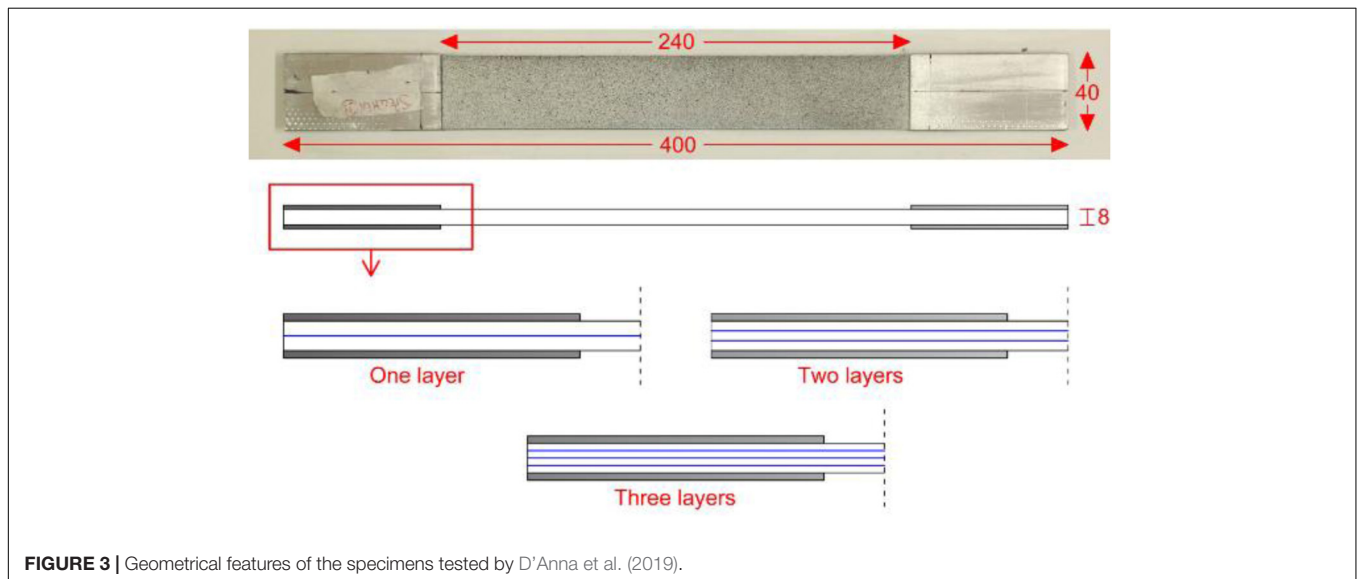 240
40
400
8
One layer
Two layers
Three layers
FIGURE 3 | Geometrical features of the specimens tested by D'Anna et al. (2019).